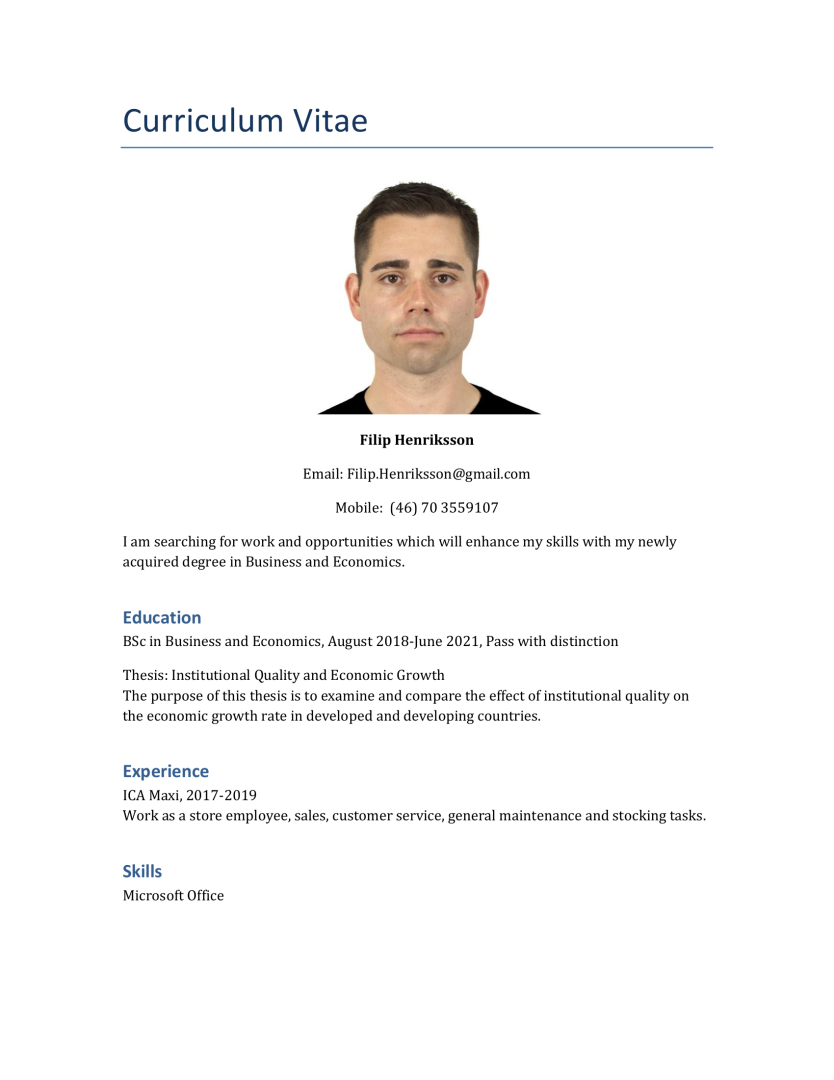 Curriculum Vitae
Filip Henriksson
Email: Filip.Henriksson@gmail.com
Mobile:  (46) 70 3559107
I am searching for work and opportunities which will enhance my skills with my newly
acquired degree in Business and Economics.
Education
BSc in Business and Economics, August 2018-June 2021, Pass with distinction
Thesis: Institutional Quality and Economic Growth
The purpose of this thesis is to examine and compare the effect of institutional quality on
the economic growth rate in developed and developing countries.
Experience
ICA Maxi, 2017-2019
Work as a store employee, sales, customer service, general maintenance and stocking tasks.
Skills
Microsoft Office